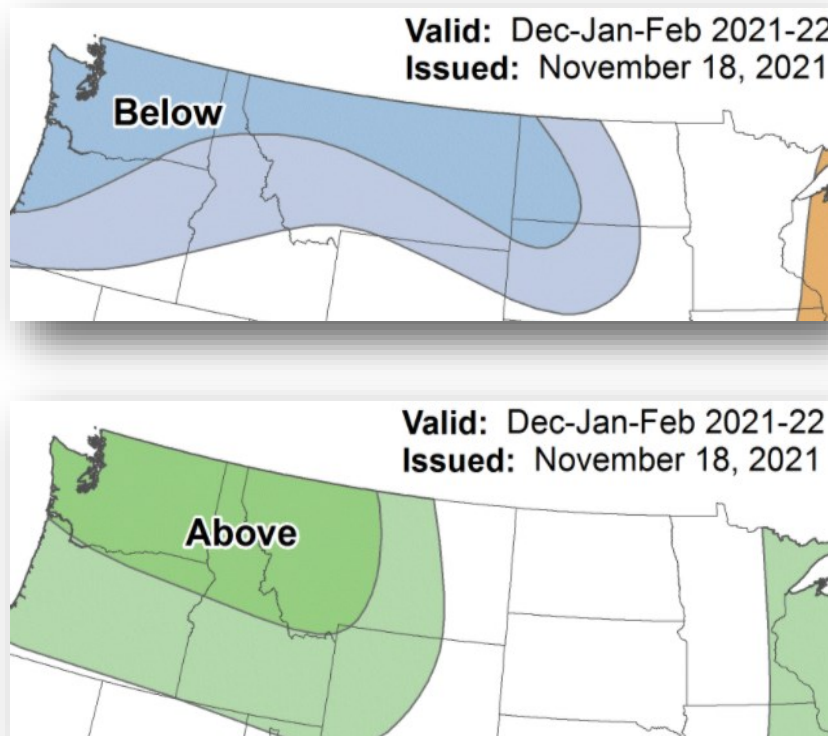 Valid: Dec-Jan-Feb 2021-22
Issued: November 18, 2021
Below
Valid: Dec-Jan-Feb 2021-22
Issued: November 18, 2021
Above